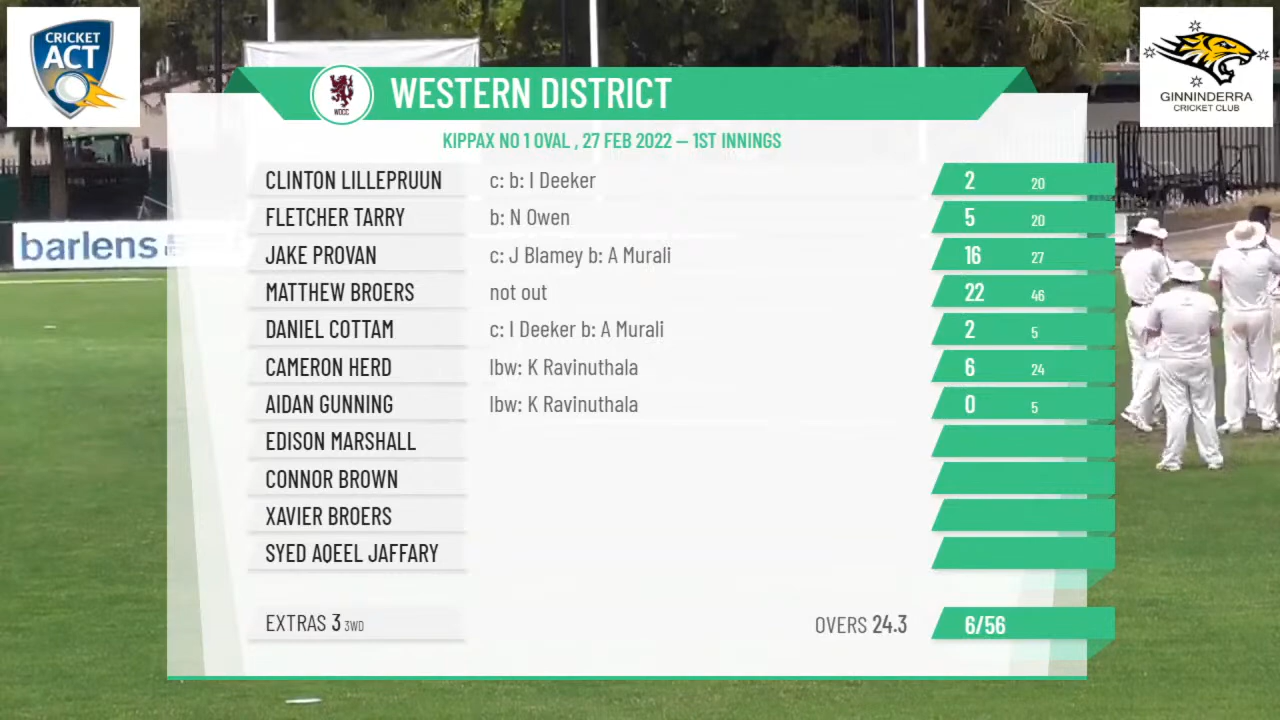 CRICKET
ACT
GINNINDERRA
CRICKET CLUB
WDCC
WESTERN DISTRICT
KIPPAX NO 1 OVAL , 27 FEB 2022 – 1ST INNINGS
CLINTON LILLEPRUUN c: b: I Deeker 2 20
FLETCHER TARRY b: N Owen 5 20
JAKE PROVAN c: J Blamey b: A Murali 16 27
MATTHEW BROERS not out 22 46
DANIEL COTTAM c: I Deeker b: A Murali 2 5
CAMERON HERD lbw: K Ravinuthala 6 24
AIDAN GUNNING lbw: K Ravinuthala 0 5
EDISON MARSHALL
CONNOR BROWN
XAVIER BROERS
SYED AQEEL JAFFARY
EXTRAS 3 3WD OVERS 24.3 6/56
barlens